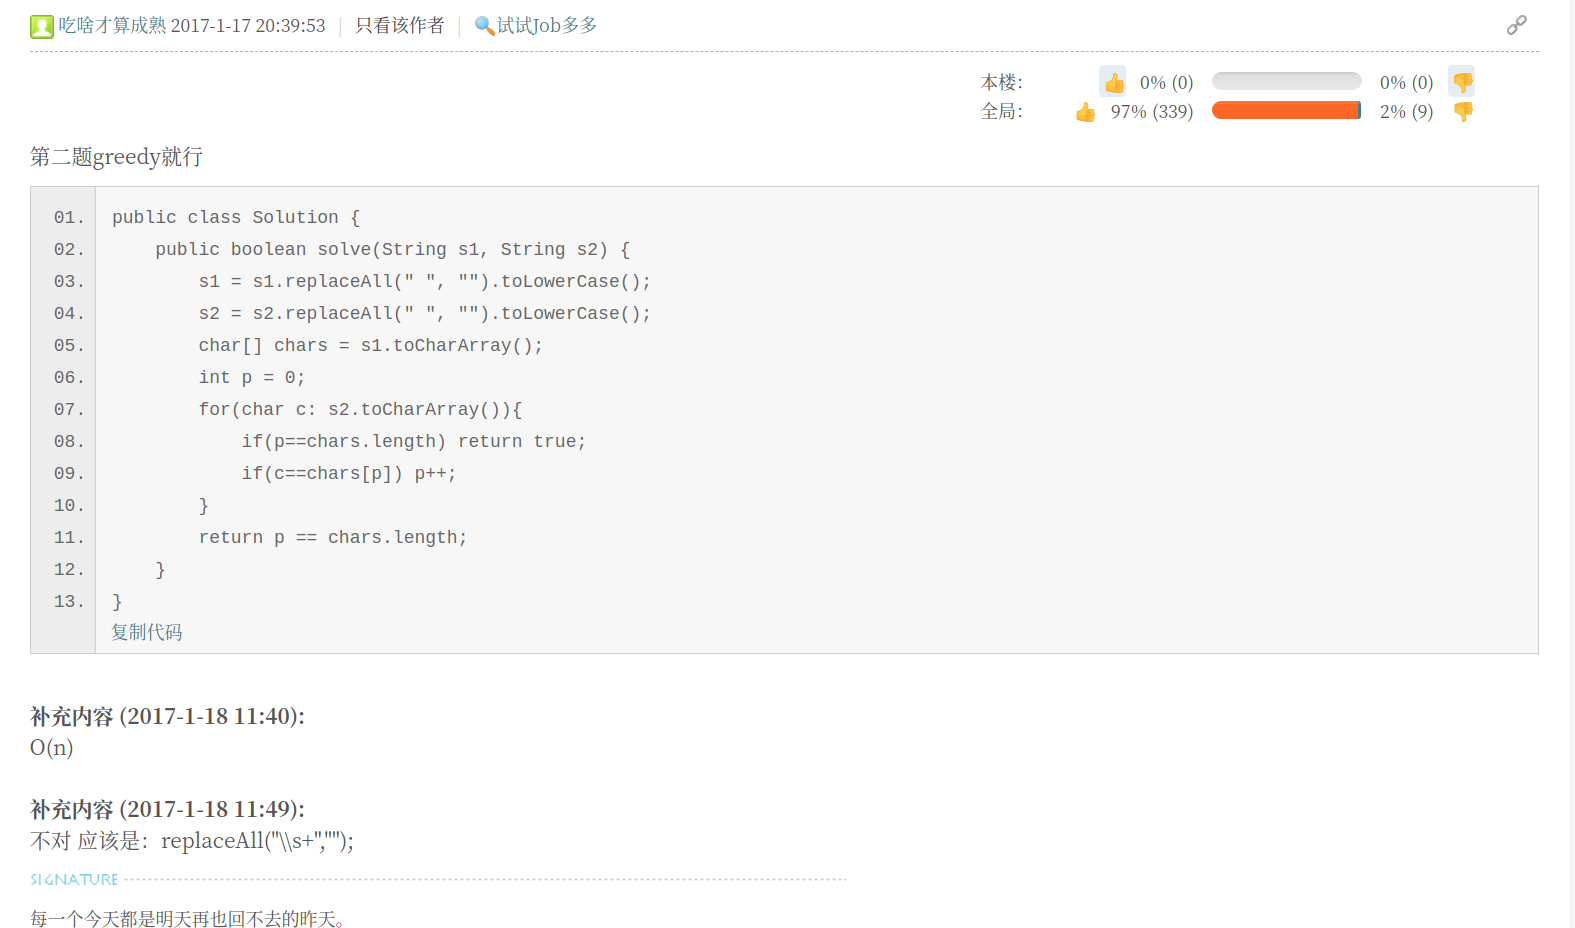 吃啥才算成熟 2017-1-17 20:39:53 | 只看该作者 | 试试Job多多
本楼: 0% (0) 0% (0)
全局: 97% (339) 2% (9)
第二题greedy就行
01. public class Solution {
02.     public boolean solve(String s1, String s2) {
03.         s1 = s1.replaceAll(" ", "").toLowerCase();
04.         s2 = s2.replaceAll(" ", "").toLowerCase();
05.         char[] chars = s1.toCharArray();
06.         int p = 0;
07.         for(char c: s2.toCharArray()){
08.             if(p==chars.length) return true;
09.             if(c==chars[p]) p++;
10.         }
11.         return p == chars.length;
12.     }
13. }
复制代码
补充内容 (2017-1-18 11:40):
O(n)
补充内容 (2017-1-18 11:49):
不对 应该是：replaceAll("\\s+","");
SIGNATURE
每一个今天都是明天再也回不去的昨天。